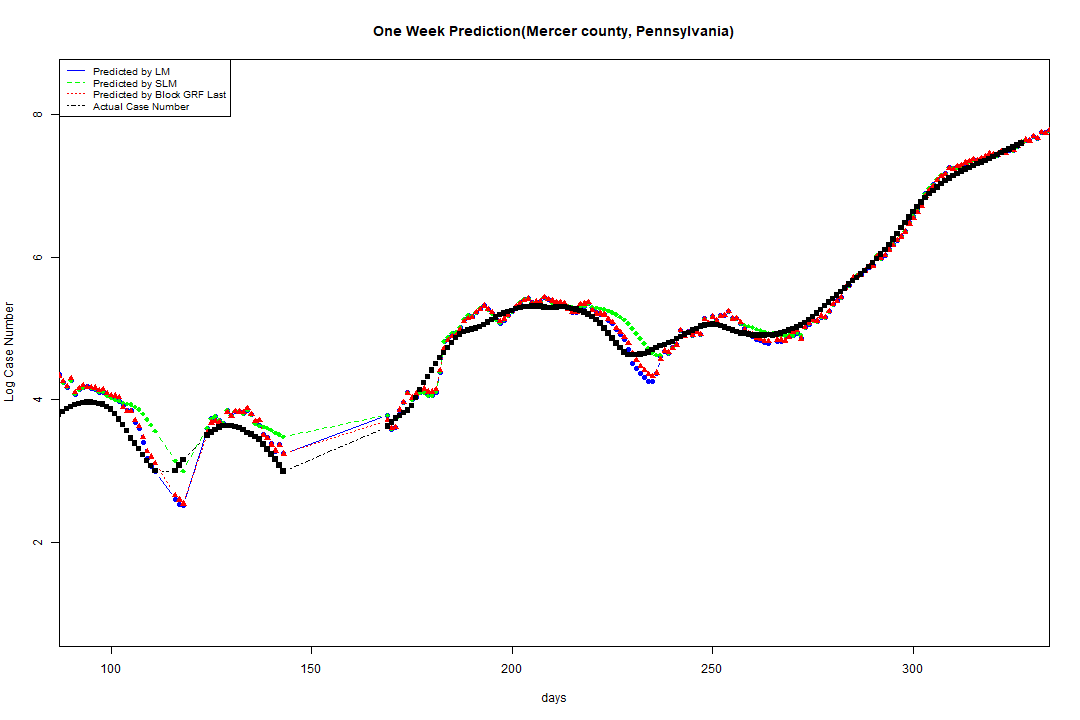 One Week Prediction(Mercer county, Pennsylvania)
Predicted by LM
Predicted by SLM
Predicted by Block GRF Last
Actual Case Number
8
6
4
2
Log Case Number
100 150 200 250 300
days